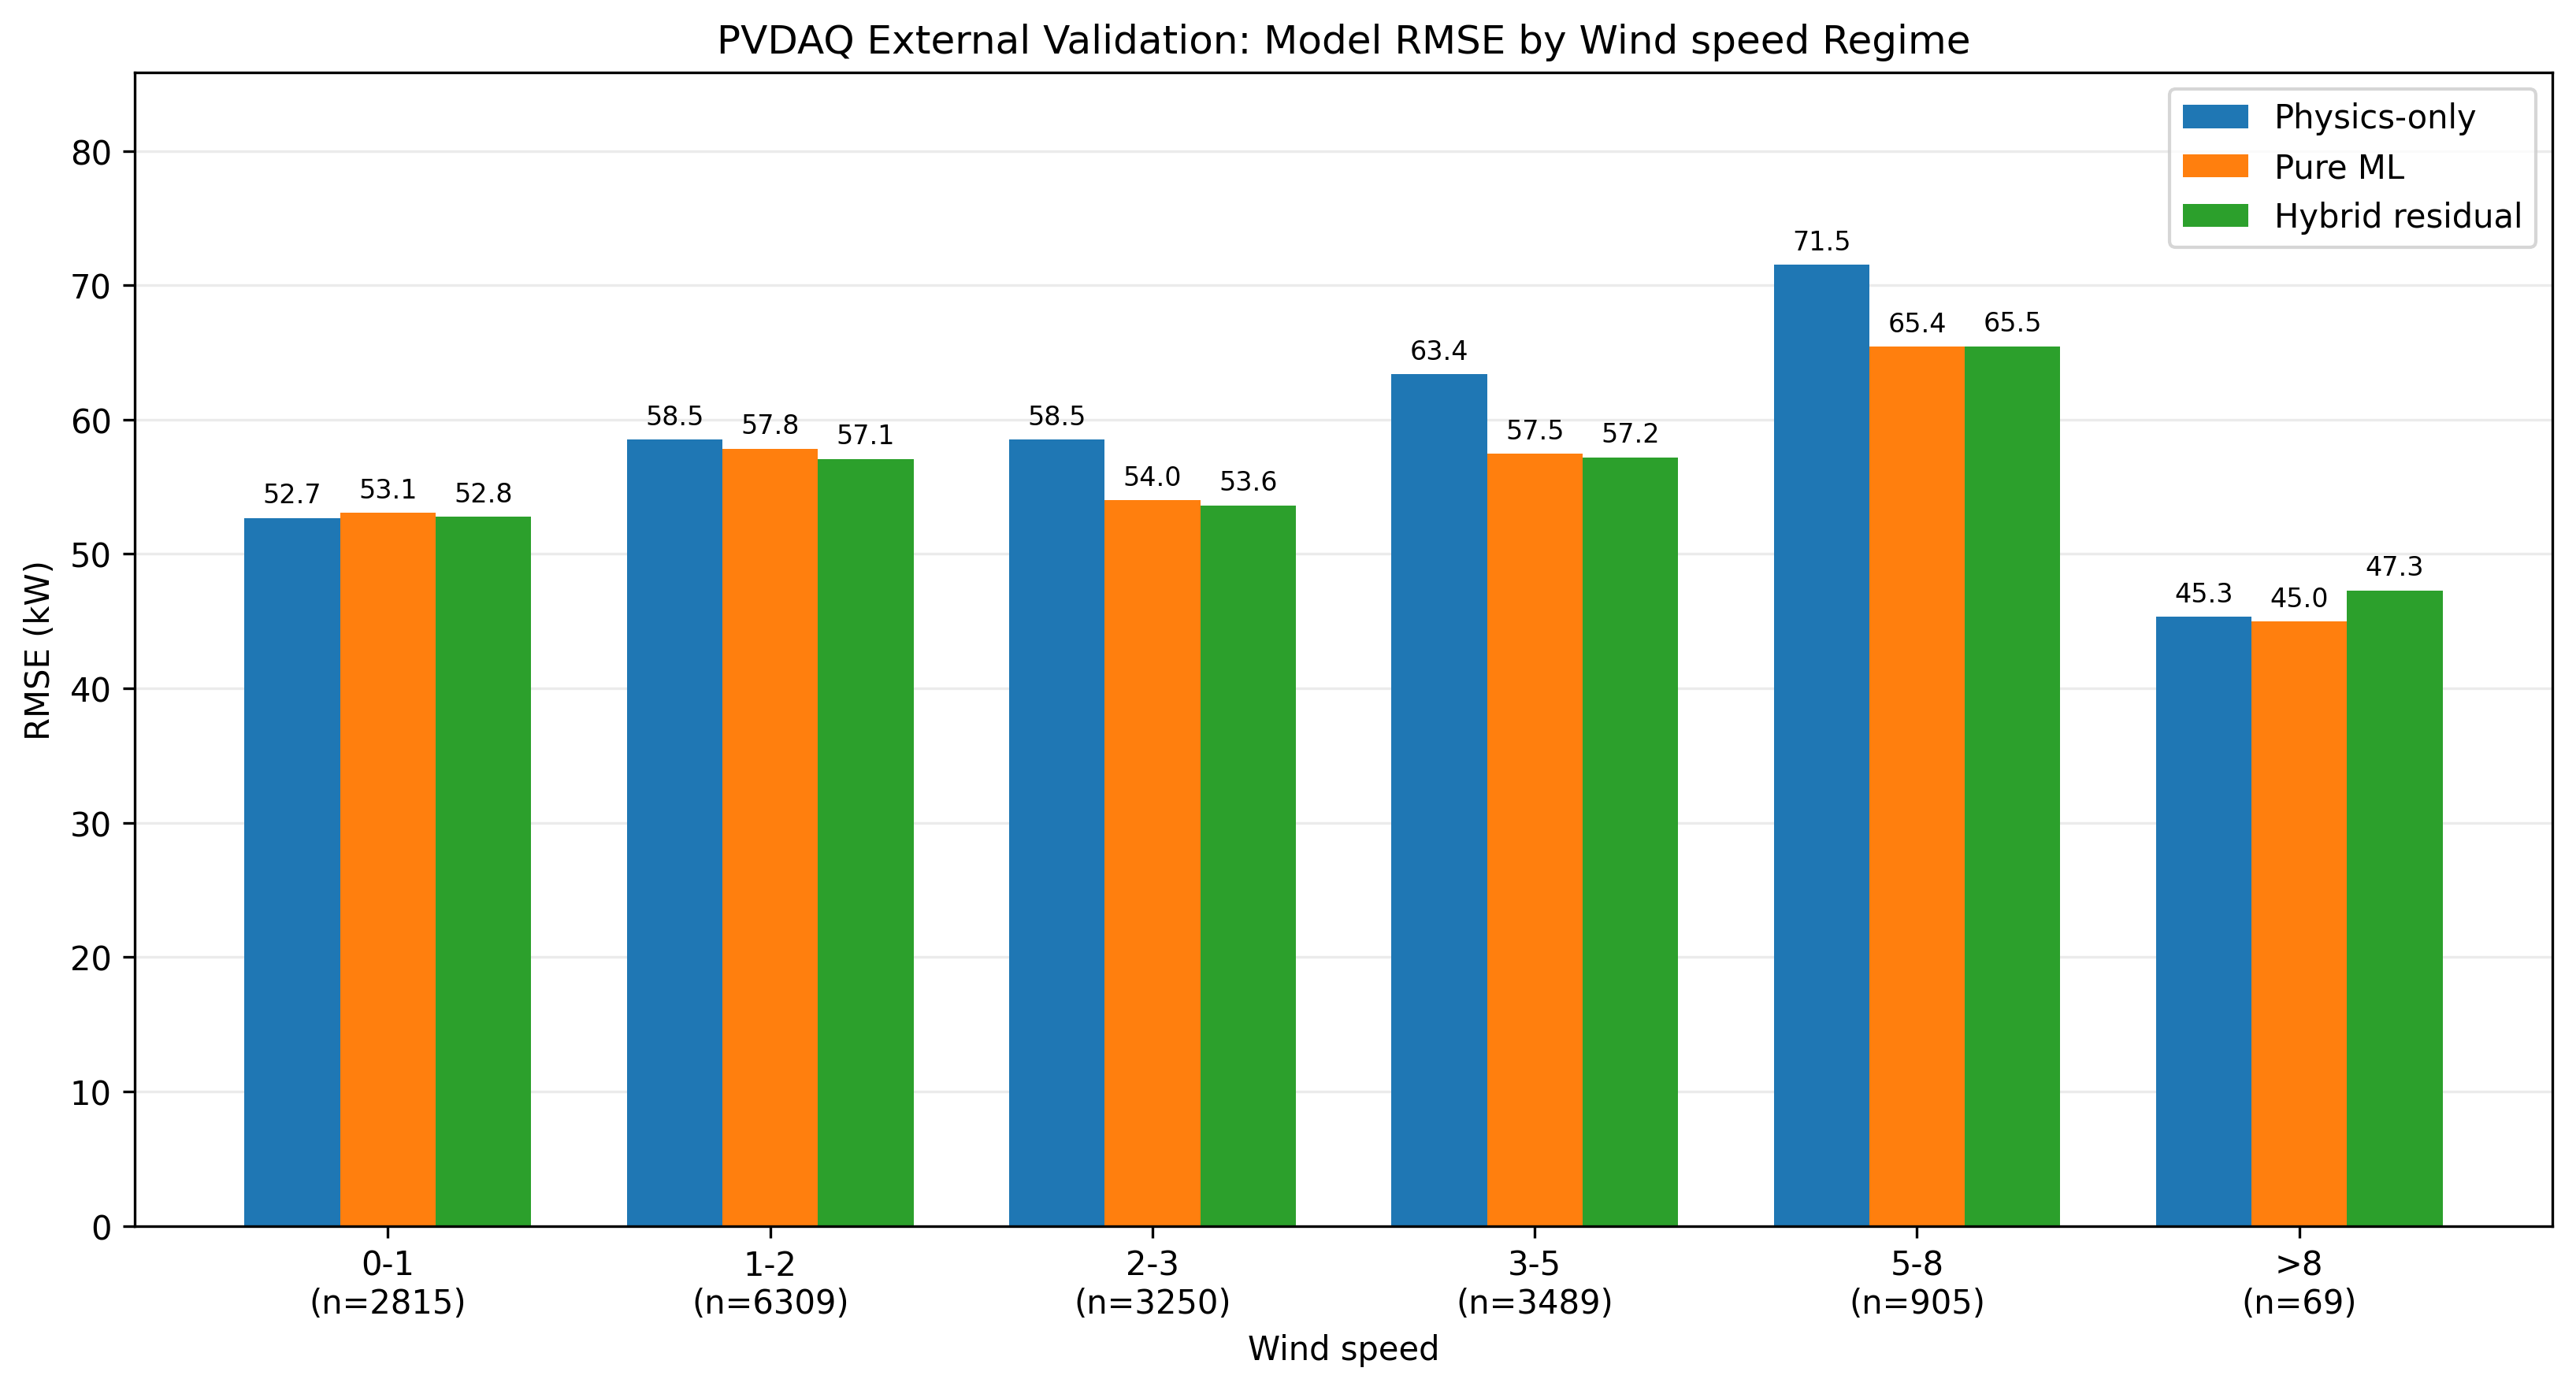 PVDAQ External Validation: Model RMSE by Wind speed Regime
Physics-only
Pure ML
Hybrid residual
RMSE (kW)
80
70
60
50
40
30
20
10
0
52.7 53.1 52.8
58.5 57.8 57.1
58.5 54.0 53.6
63.4 57.5 57.2
71.5 65.4 65.5
45.3 45.0 47.3
0-1
(n=2815)
1-2
(n=6309)
2-3
(n=3250)
3-5
(n=3489)
5-8
(n=905)
>8
(n=69)
Wind speed